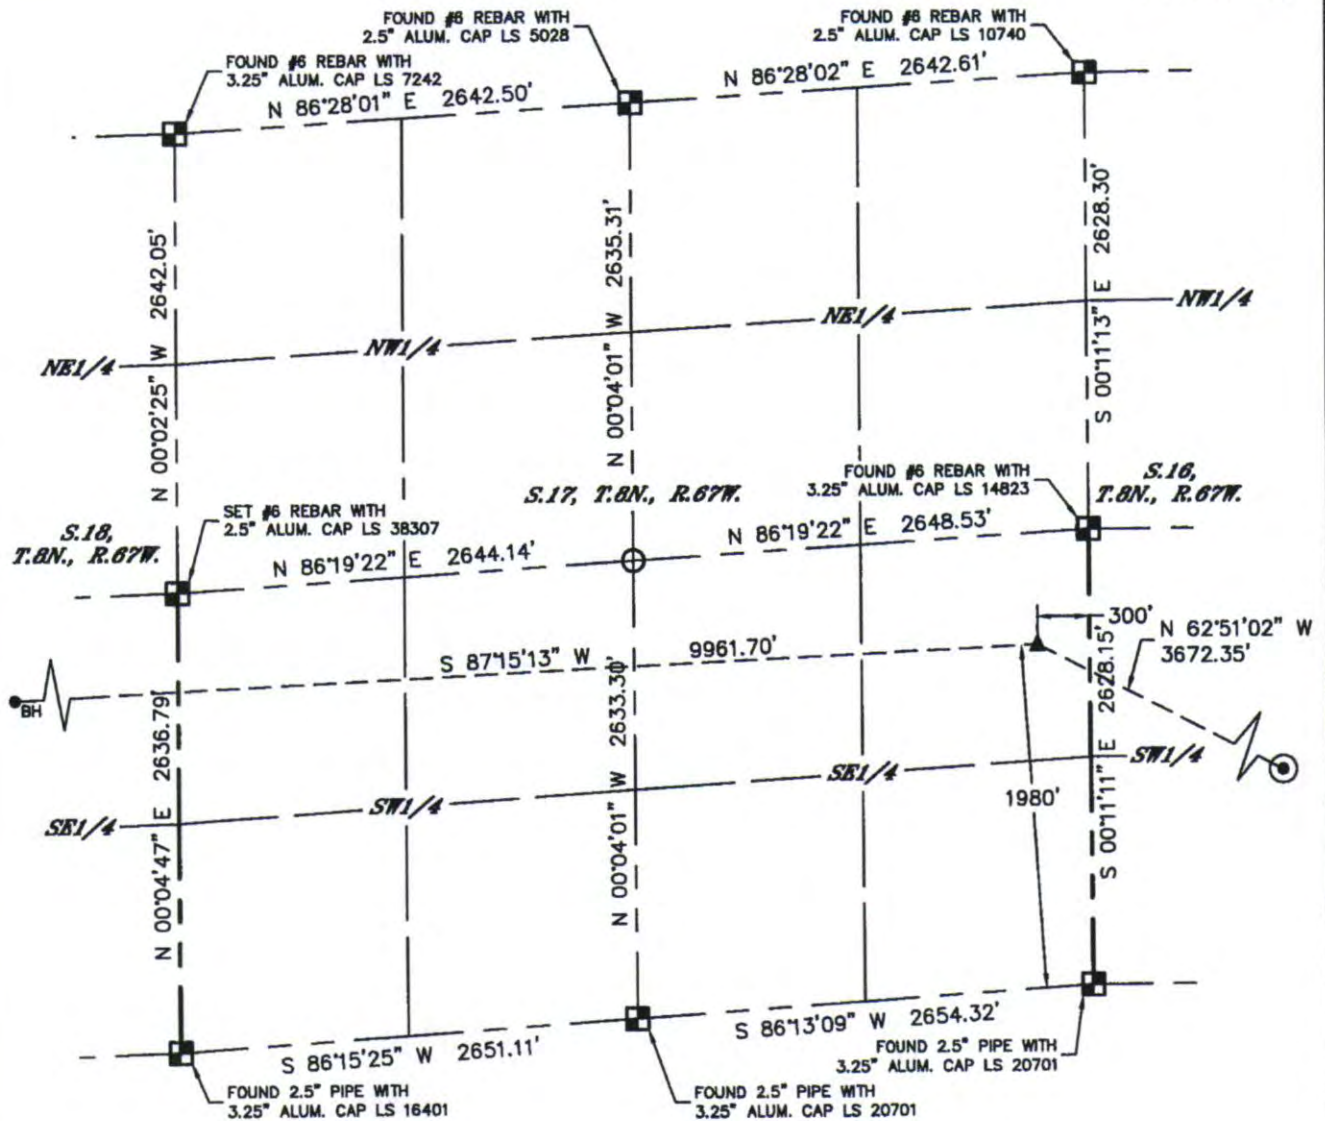 FOUND #6 REBAR WITH
2.5" ALUM. CAP LS 5028
FOUND #6 REBAR WITH
2.5" ALUM. CAP LS 10740
FOUND #6 REBAR WITH
3.25" ALUM. CAP LS 7242
N 86°28'01" E 2642.50'
N 86°28'02" E 2642.61'
N 00°02'25" W 2642.05'
N 00°04'01" W 2635.31'
S 00°11'13" E 2628.30'
NE1/4
NW1/4
NE1/4
NW1/4
S.18,
T.6N., R.67W.
SET #6 REBAR WITH
2.5" ALUM. CAP LS 38307
S.17, T.6N., R.67W.
FOUND #6 REBAR WITH
3.25" ALUM. CAP LS 14823
S.16,
T.6N., R.67W.
N 86°19'22" E 2644.14'
N 86°19'22" E 2648.53'
300'
N 62°51'02" W
3672.35'
S 87°15'13" W 9961.70'
BH
N 00°04'47" E 2636.79'
N 00°04'01" W 2633.30'
S 00°11'11" E 2628.15'
1980'
SE1/4
SW1/4
SE1/4
SW1/4
S 86°15'25" W 2651.11'
S 86°13'09" W 2654.32'
FOUND 2.5" PIPE WITH
3.25" ALUM. CAP LS 16401
FOUND 2.5" PIPE WITH
3.25" ALUM. CAP LS 20701
FOUND 2.5" PIPE WITH
3.25" ALUM. CAP LS 20701